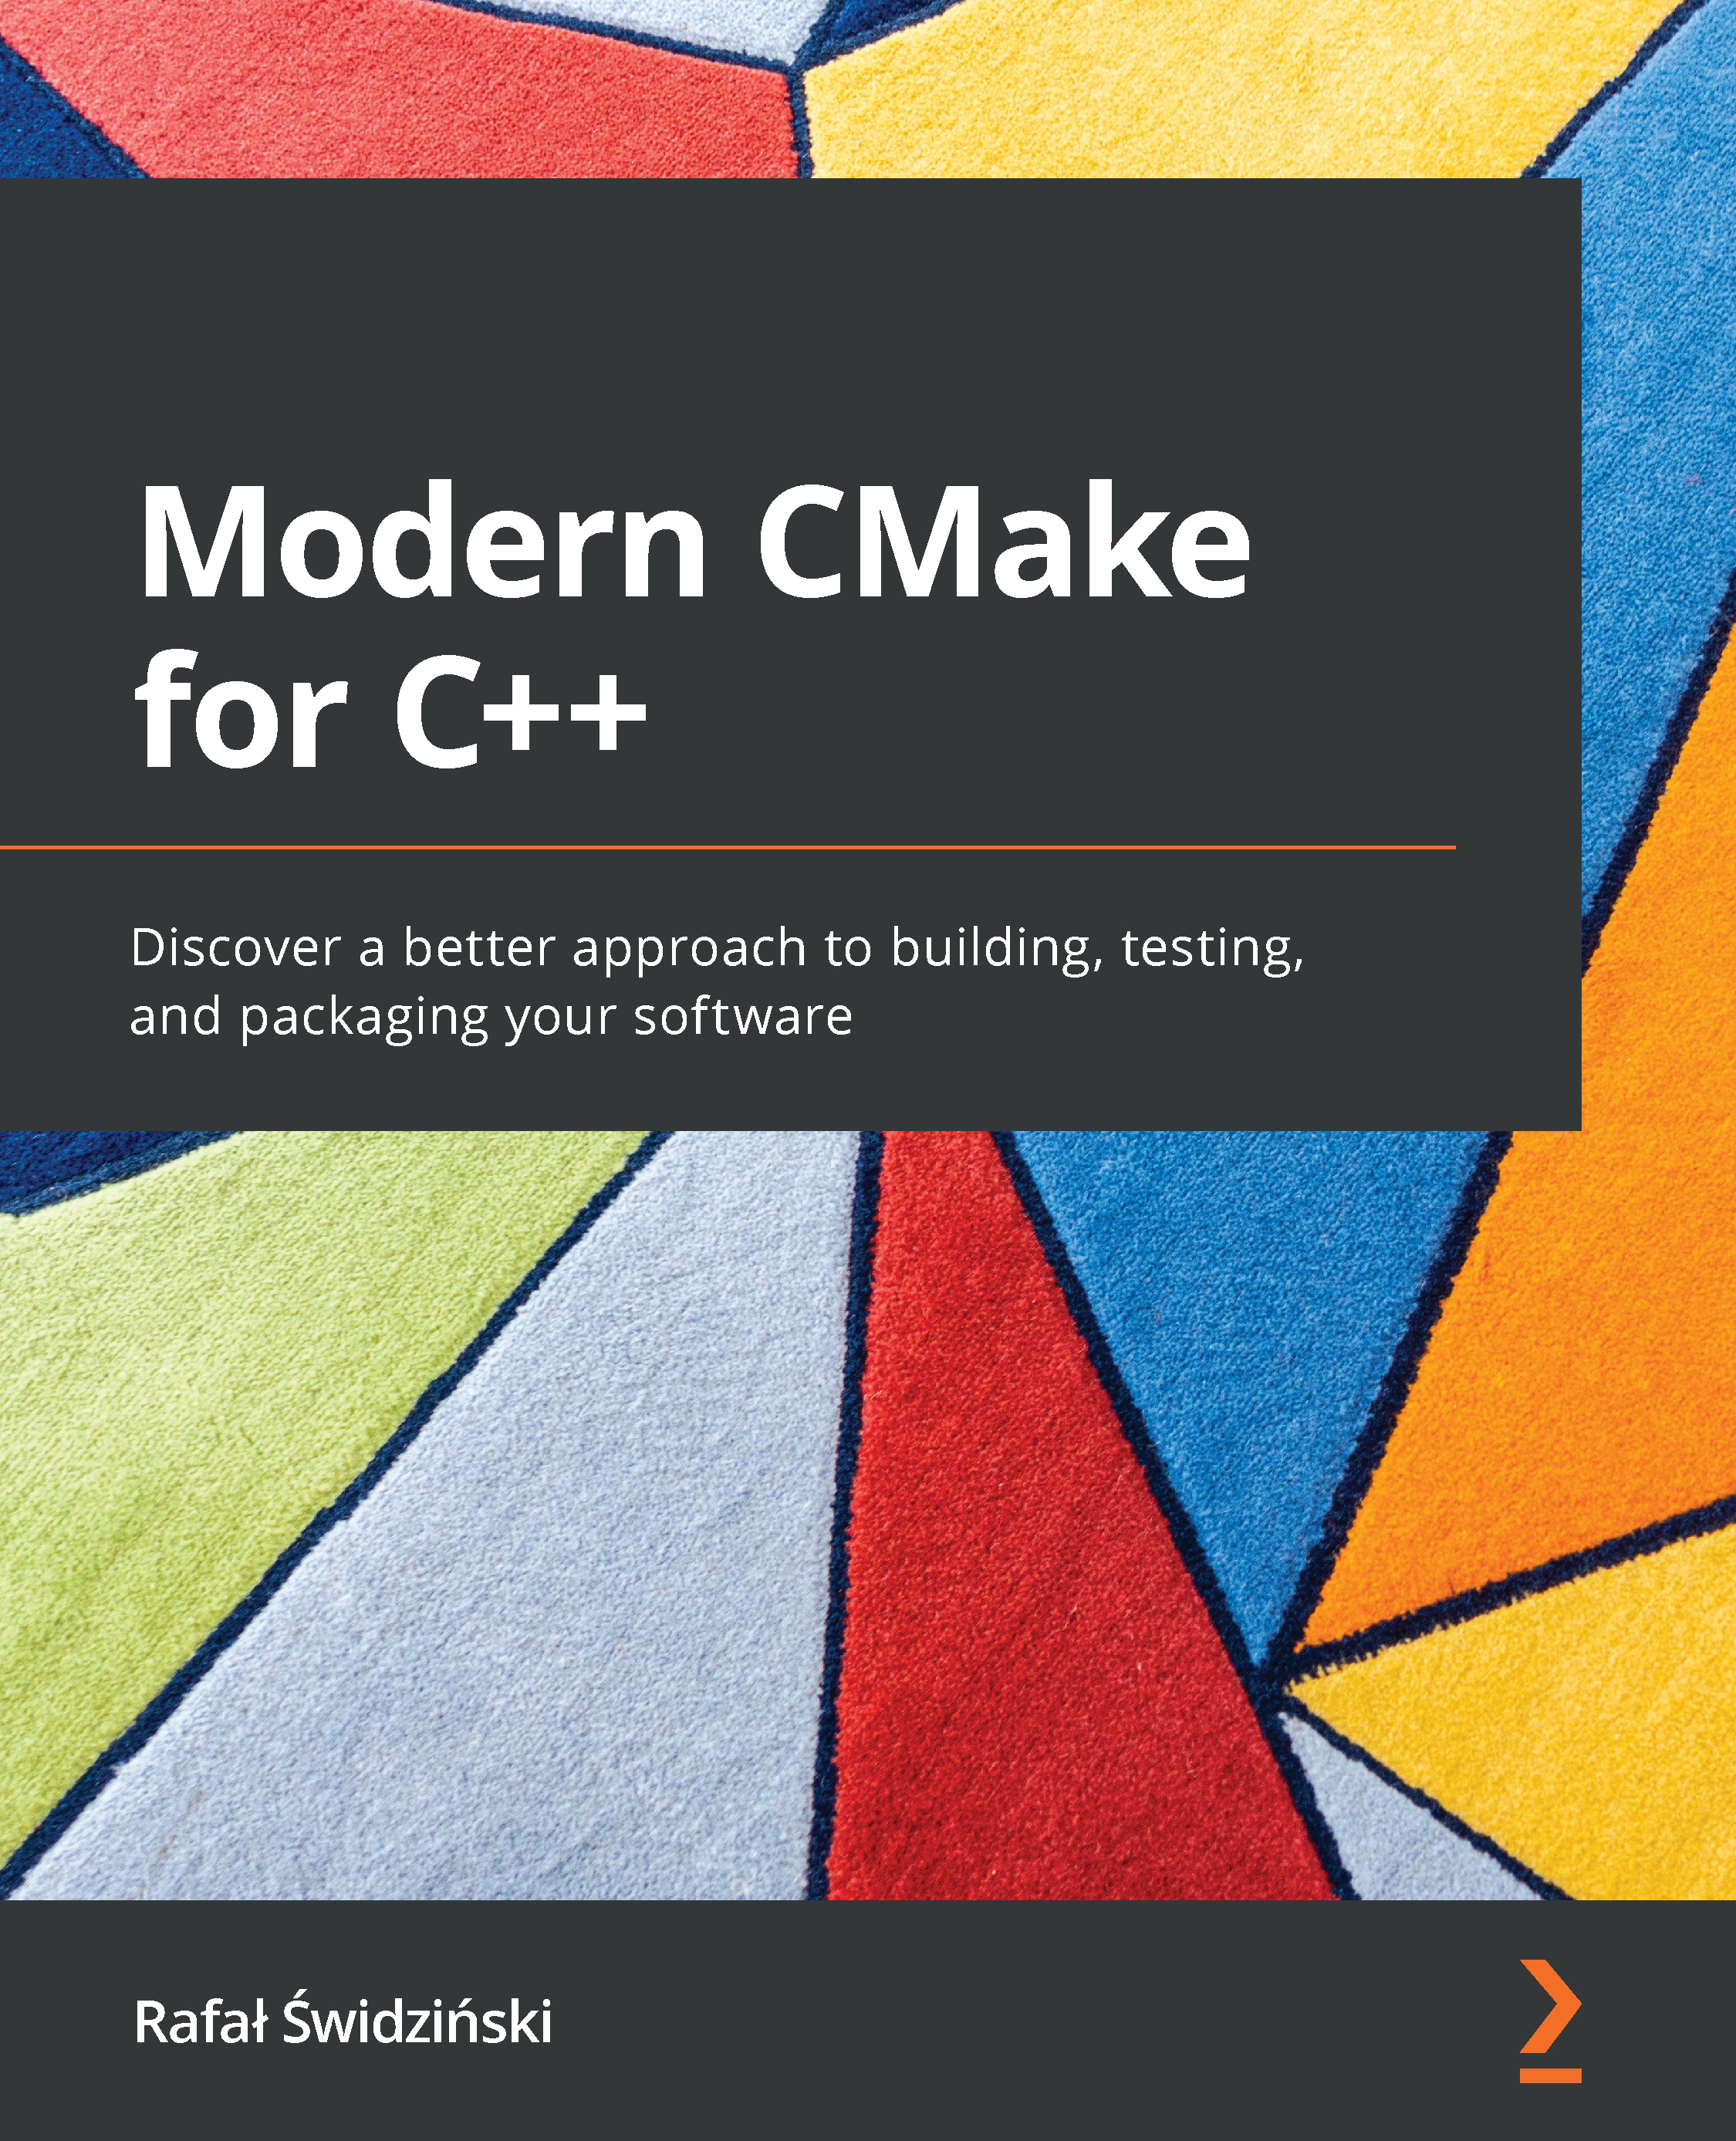 Modern CMake
for C++
Discover a better approach to building, testing,
and packaging your software
Rafał Świdziński